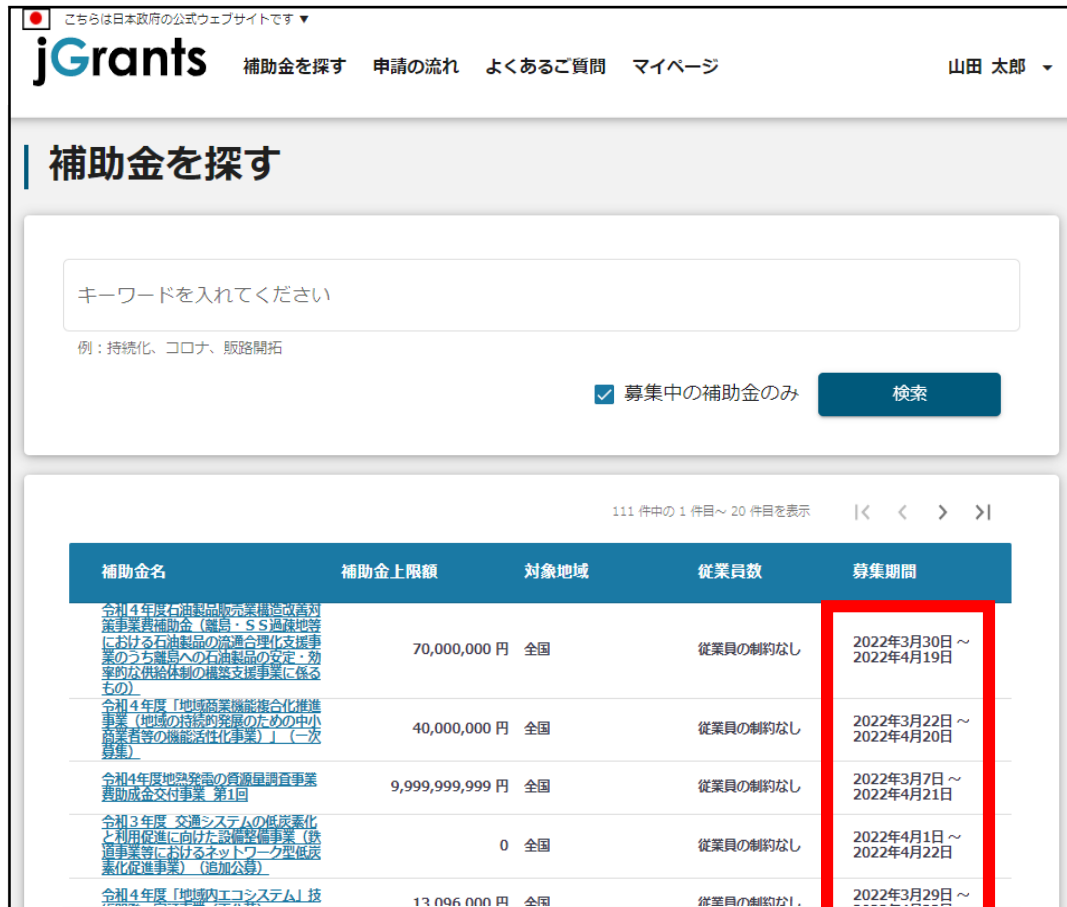 こちらは日本政府の公式ウェブサイトです ▼
jGrants
補助金を探す 申請の流れ よくあるご質問 マイページ 山田 太郎
補助金を探す
キーワードを入れてください
例：持続化、コロナ、販路開拓
募集中の補助金のみ 検索
111 件中の 1 件目～ 20 件目を表示
補助金名 補助金上限額 対象地域 従業員数 募集期間
令和４年度石油製品販売業構造改善対
策事業費補助金（離島・ＳＳ過疎地等
における石油製品の流通合理化支援事
業のうち離島への石油製品の安定・効
率的な供給体制の構築支援事業に係る
もの）
70,000,000 円 全国 従業員の制約なし
2022年3月30日 ～
2022年4月19日
令和４年度「地域商業機能複合化推進
事業（地域の持続的発展のための中小
商業者等の機能活性化事業）」（一次
募集）
40,000,000 円 全国 従業員の制約なし
2022年3月22日 ～
2022年4月20日
令和4年度地熱発電の資源量調査事業
費助成金交付事業 第1回
9,999,999,999 円 全国 従業員の制約なし
2022年3月7日 ～
2022年4月21日
令和３年度 交通システムの低炭素化
と利用促進に向けた設備整備事業（鉄
道事業等におけるネットワーク型低炭
素化促進事業）（追加公募）
0 全国 従業員の制約なし
2022年4月1日 ～
2022年4月22日
令和４年度「地域内エコシステム」技
13,096,000 円 全国 従業員の制約なし
2022年3月29日 ～